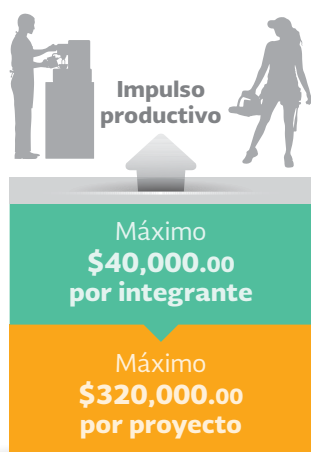 Impulso
productivo
Máximo
$40,000.00
por integrante
Máximo
$320,000.00
por proyecto